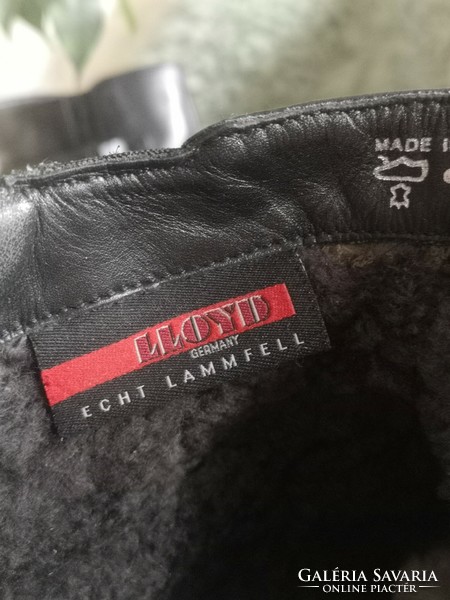 MADE I
LLOYD
GERMANY
ECHT LAMMFELL
GALÉRIA SAVARIA
ONLINE PIACTÉR